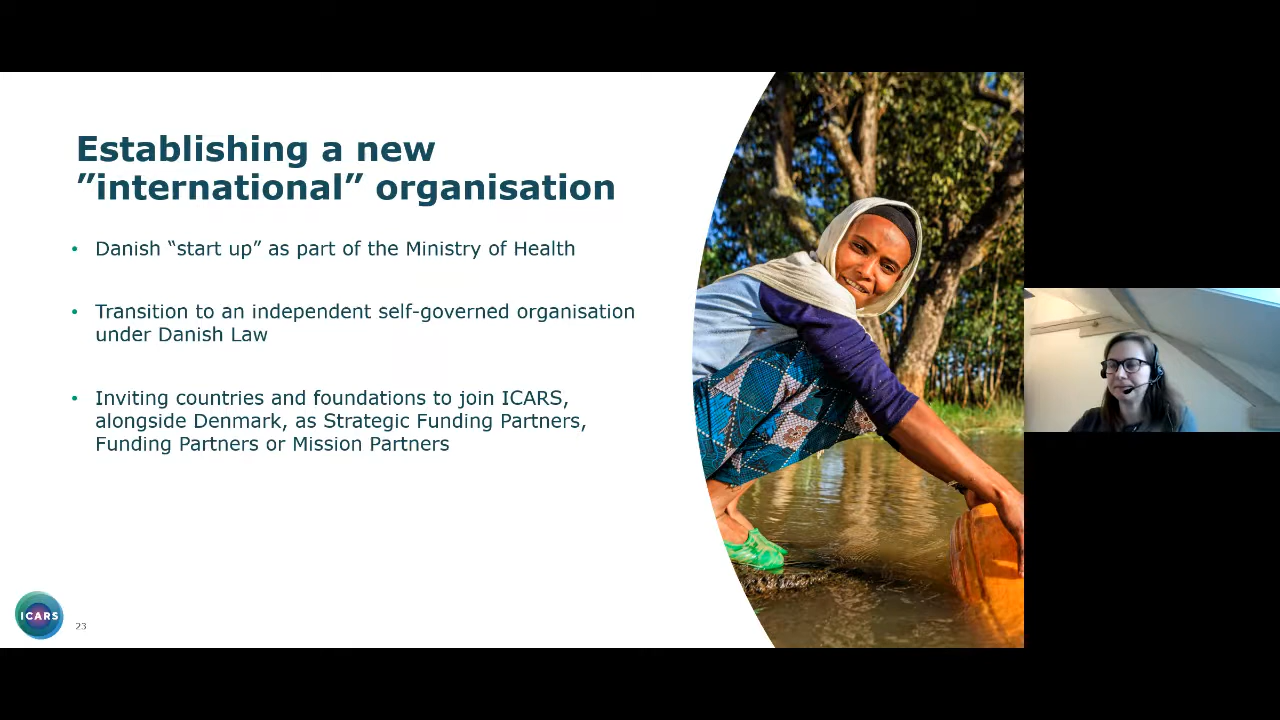 Establishing a new
”international” organisation
• Danish “start up” as part of the Ministry of Health
• Transition to an independent self-governed organisation
under Danish Law
• Inviting countries and foundations to join ICARS,
alongside Denmark, as Strategic Funding Partners,
Funding Partners or Mission Partners
ICARS
23